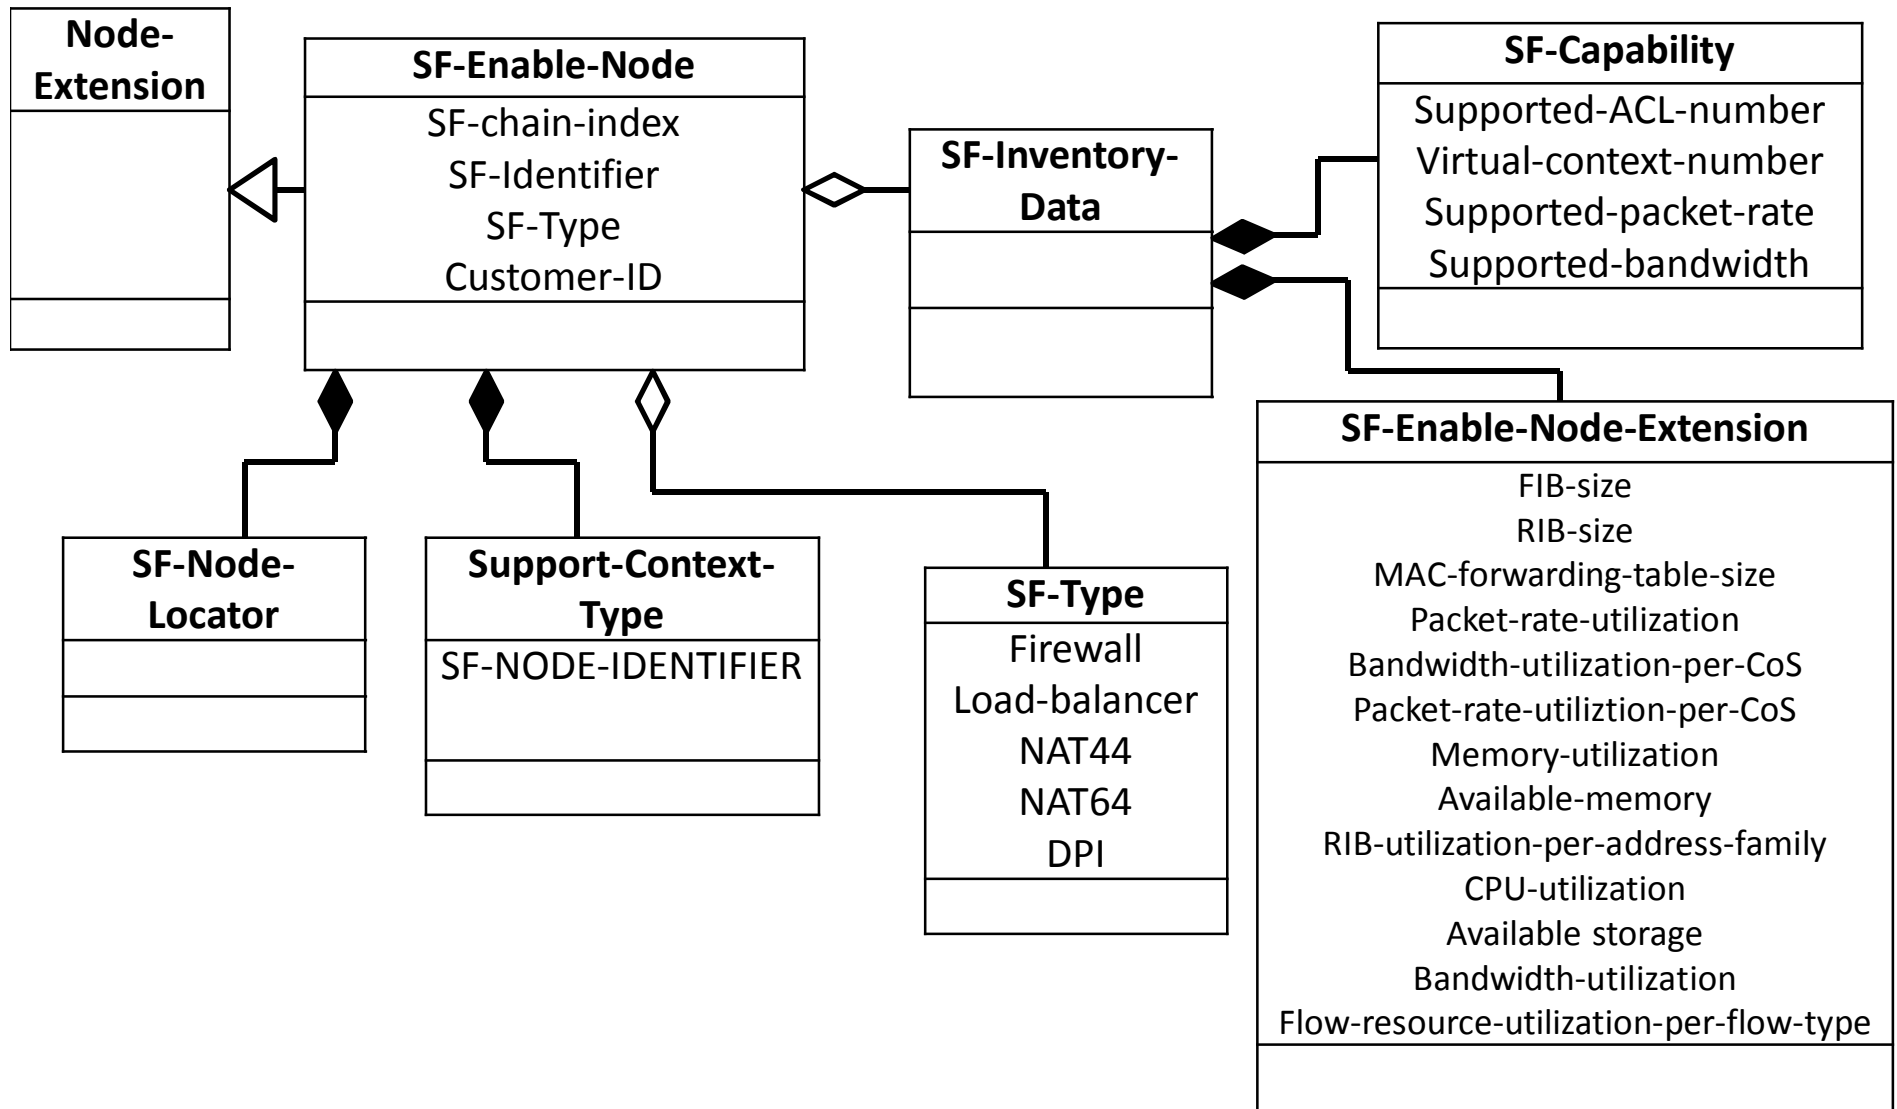 Node-
Extension
SF-Enable-Node
SF-chain-index
SF-Identifier
SF-Type
Customer-ID
SF-Inventory-
Data
SF-Capability
Supported-ACL-number
Virtual-context-number
Supported-packet-rate
Supported-bandwidth
SF-Node-
Locator
Support-Context-
Type
SF-NODE-IDENTIFIER
SF-Type
Firewall
Load-balancer
NAT44
NAT64
DPI
SF-Enable-Node-Extension
FIB-size
RIB-size
MAC-forwarding-table-size
Packet-rate-utilization
Bandwidth-utilization-per-CoS
Packet-rate-utiliztion-per-CoS
Memory-utilization
Available-memory
RIB-utilization-per-address-family
CPU-utilization
Available storage
Bandwidth-utilization
Flow-resource-utilization-per-flow-type